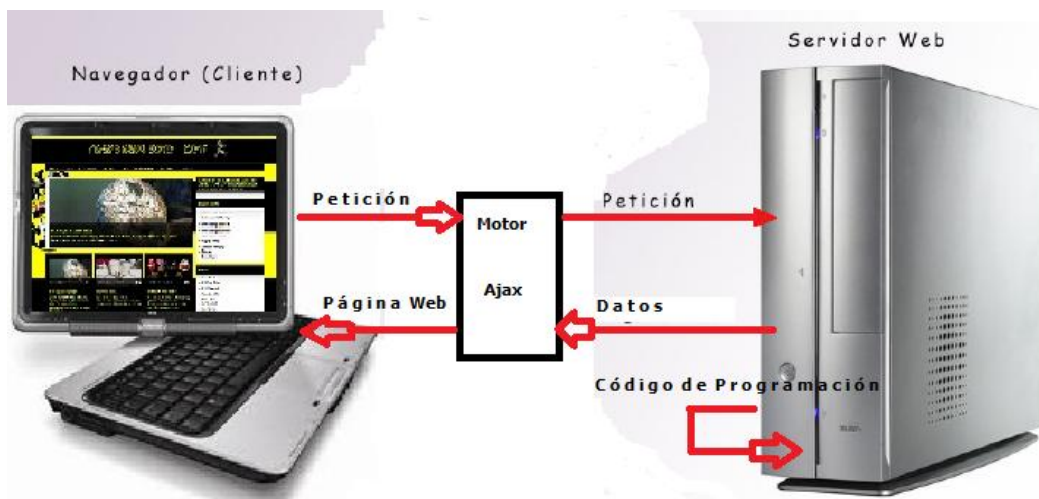 Servidor Web
Navegador (Cliente)
Petición
Petición
Motor
Ajax
Página Web
Datos
Código de Programación